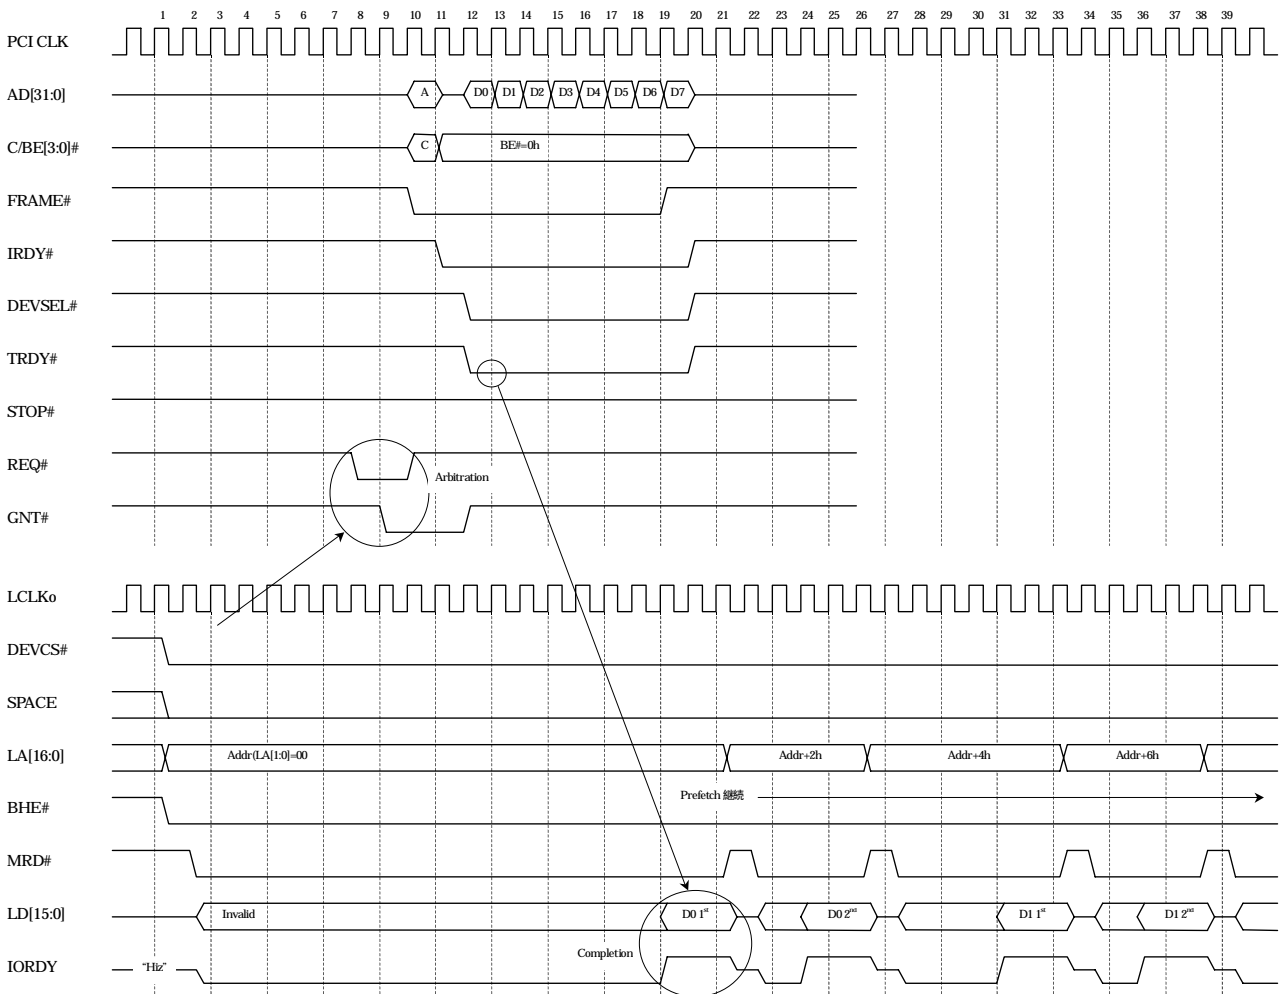 1 2 3 4 5 6 7 8 9 10 11 12 13 14 15 16 17 18 19 20 21 22 23 24 25 26 28 29 30 31 32 33 34 35 36 37 38 39
PCI CLK
AD[31:0] A D0 D1 D2 D3 D4 D5 D6 D7
C/BE[3:0]# C BE#=0h
FRAME#
IRDY#
DEVSEL#
TRDY#
STOP#
REQ# Arbitration
GNT#
LCLKo
DEVCS#
SPACE
LA[16:0] Addr(LA[1:0]=00 Addr+2h Addr+4h Addr+6h
BHE# Prefetch 継続
MRD#
LD[15:0] Invalid D0 1st D0 2nd D1 1st D1 2nd
Completion
IORDY "Hiz"